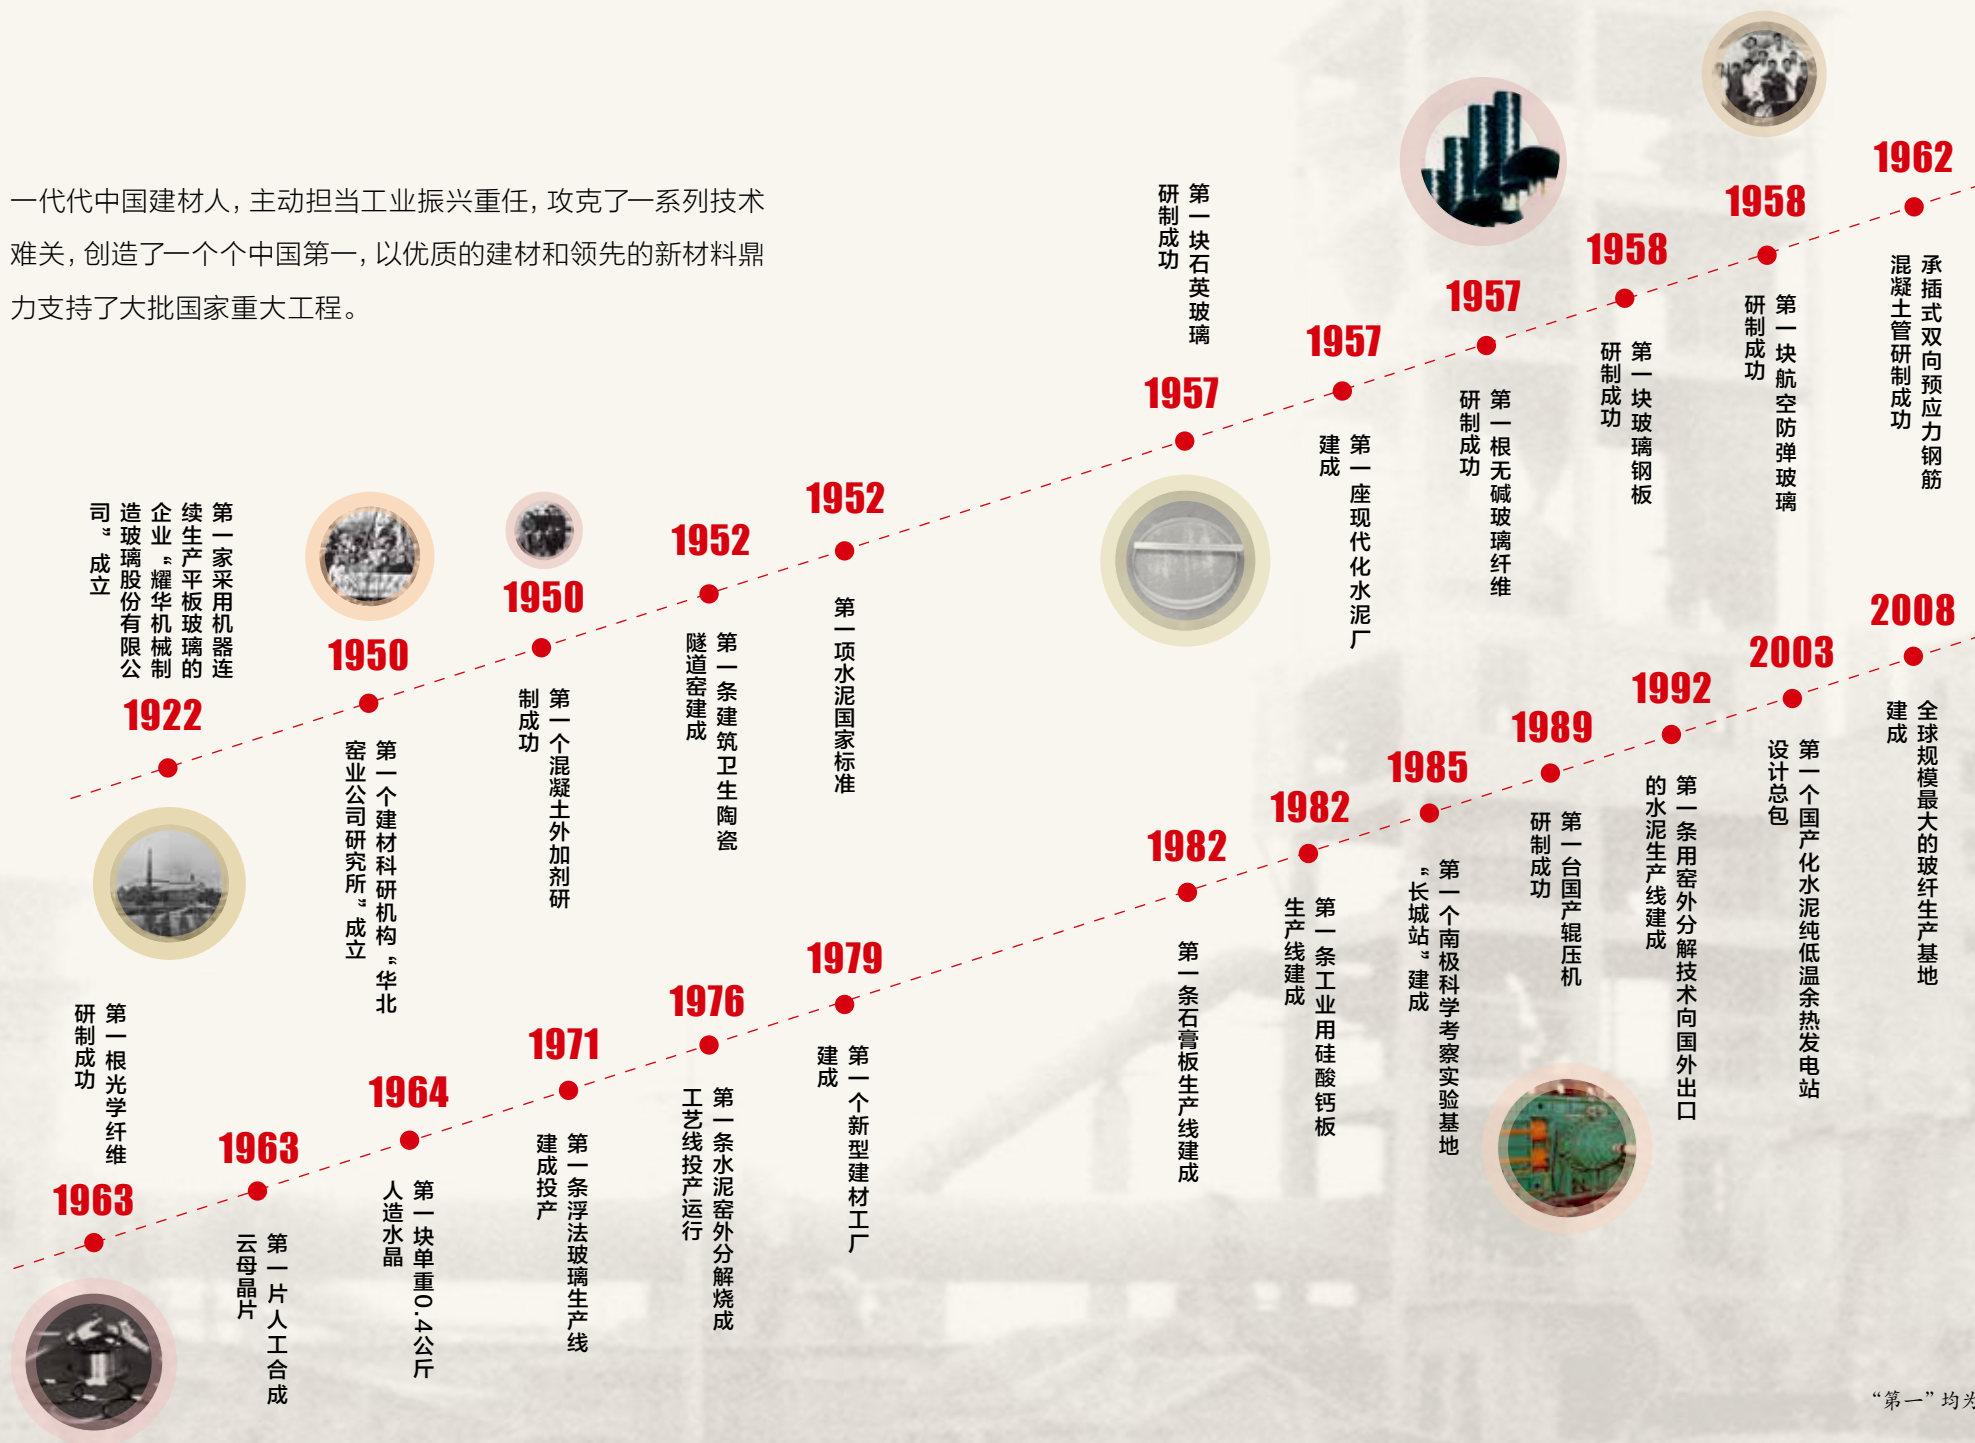 一代代中国建材人，主动担当工业振兴重任，攻克了一系列技术
难关，创造了一个个中国第一，以优质的建材和领先的新材料鼎
力支持了大批国家重大工程。
1922
第一家采用机器连
续生产平板玻璃的
企业“耀华机械制
造玻璃股份有限公
司”成立
1950
第一个建材科研机构“华北
窑业公司研究所”成立
1950
第一个混凝土外加剂研
制成功
1952
第一条建筑卫生陶瓷
隧道窑建成
1952
第一项水泥国家标准
1957
第一块石英玻璃
研制成功
1957
第一座现代化水泥厂
建成
1957
第一根无碱玻璃纤维
研制成功
1958
第一块玻璃钢板
研制成功
1958
第一块航空防弹玻璃
研制成功
1962
承插式双向预应力钢筋
混凝土管研制成功
1963
第一根光学纤维
研制成功
1963
第一片人工合成
云母晶片
1964
第一块单重0.4公斤
人造水晶
1971
第一条浮法玻璃生产线
建成投产
1976
第一条水泥窑外分解烧成
工艺线投产运行
1979
第一个新型建材工厂
建成
1982
第一条石膏板生产线建成
1982
第一条工业用硅酸钙板
生产线建成
1985
第一个南极科学考察实验基地
“长城站”建成
1989
第一台国产辊压机
研制成功
1992
第一条用窑外分解技术向国外出口
的水泥生产线建成
2003
第一个国产化水泥纯低温余热发电站
设计总包
2008
全球规模最大的玻纤生产基地
建成
“第一”均为